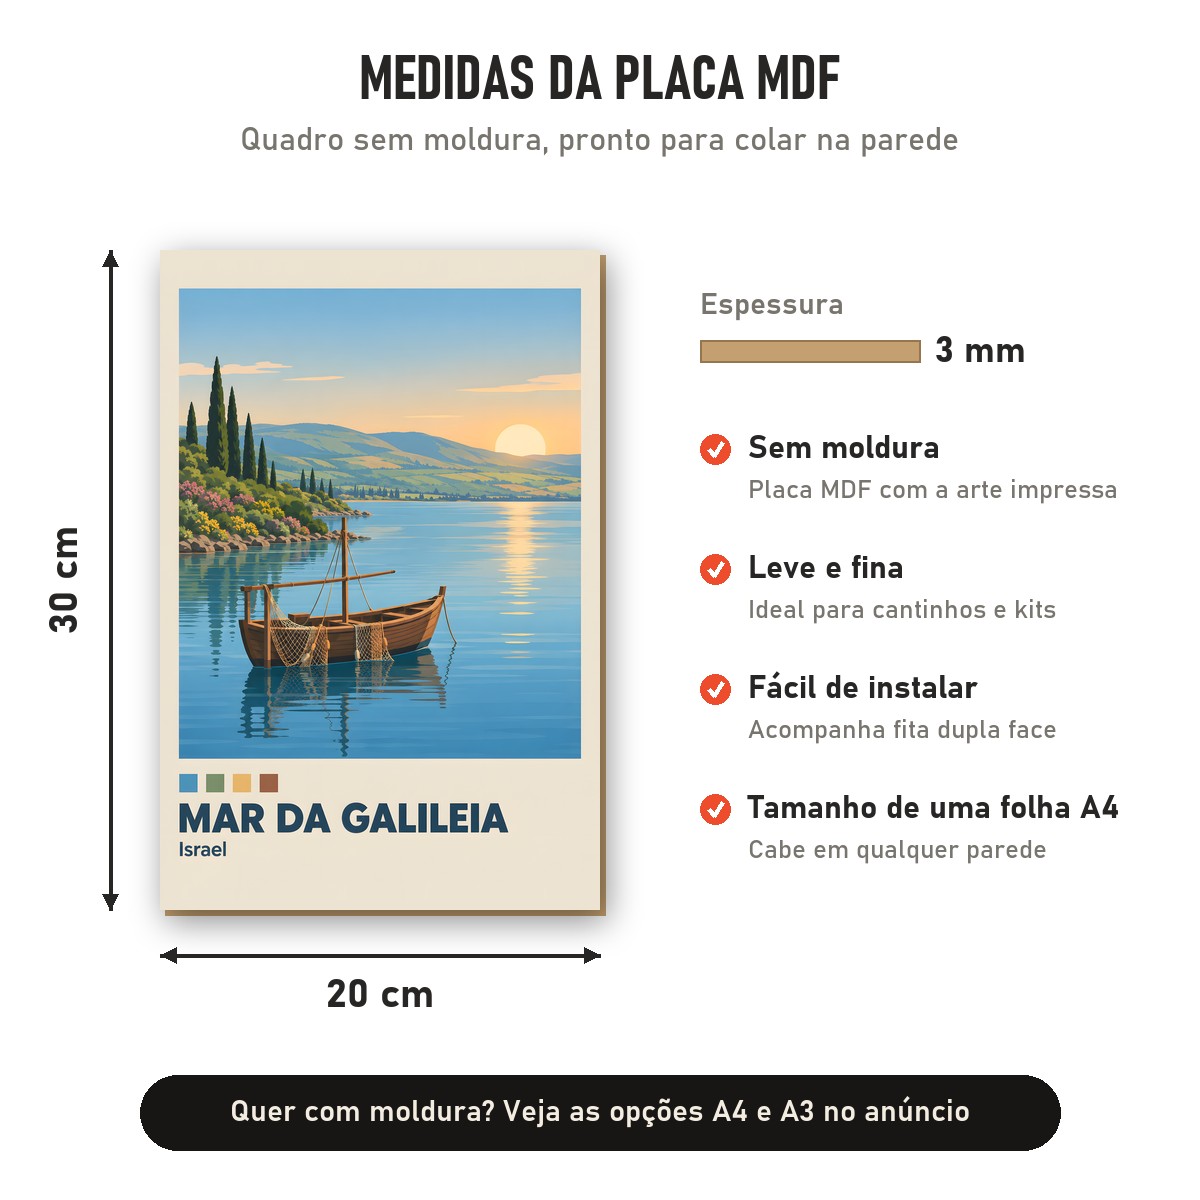 MEDIDAS DA PLACA MDF
Quadro sem moldura, pronto para colar na parede
30 cm
MAR DA GALILEIA
Israel
20 cm
Espessura
3 mm
Sem moldura
Placa MDF com a arte impressa
Leve e fina
Ideal para cantinhos e kits
Fácil de instalar
Acompanha fita dupla face
Tamanho de uma folha A4
Cabe em qualquer parede
Quer com moldura? Veja as opções A4 e A3 no anúncio